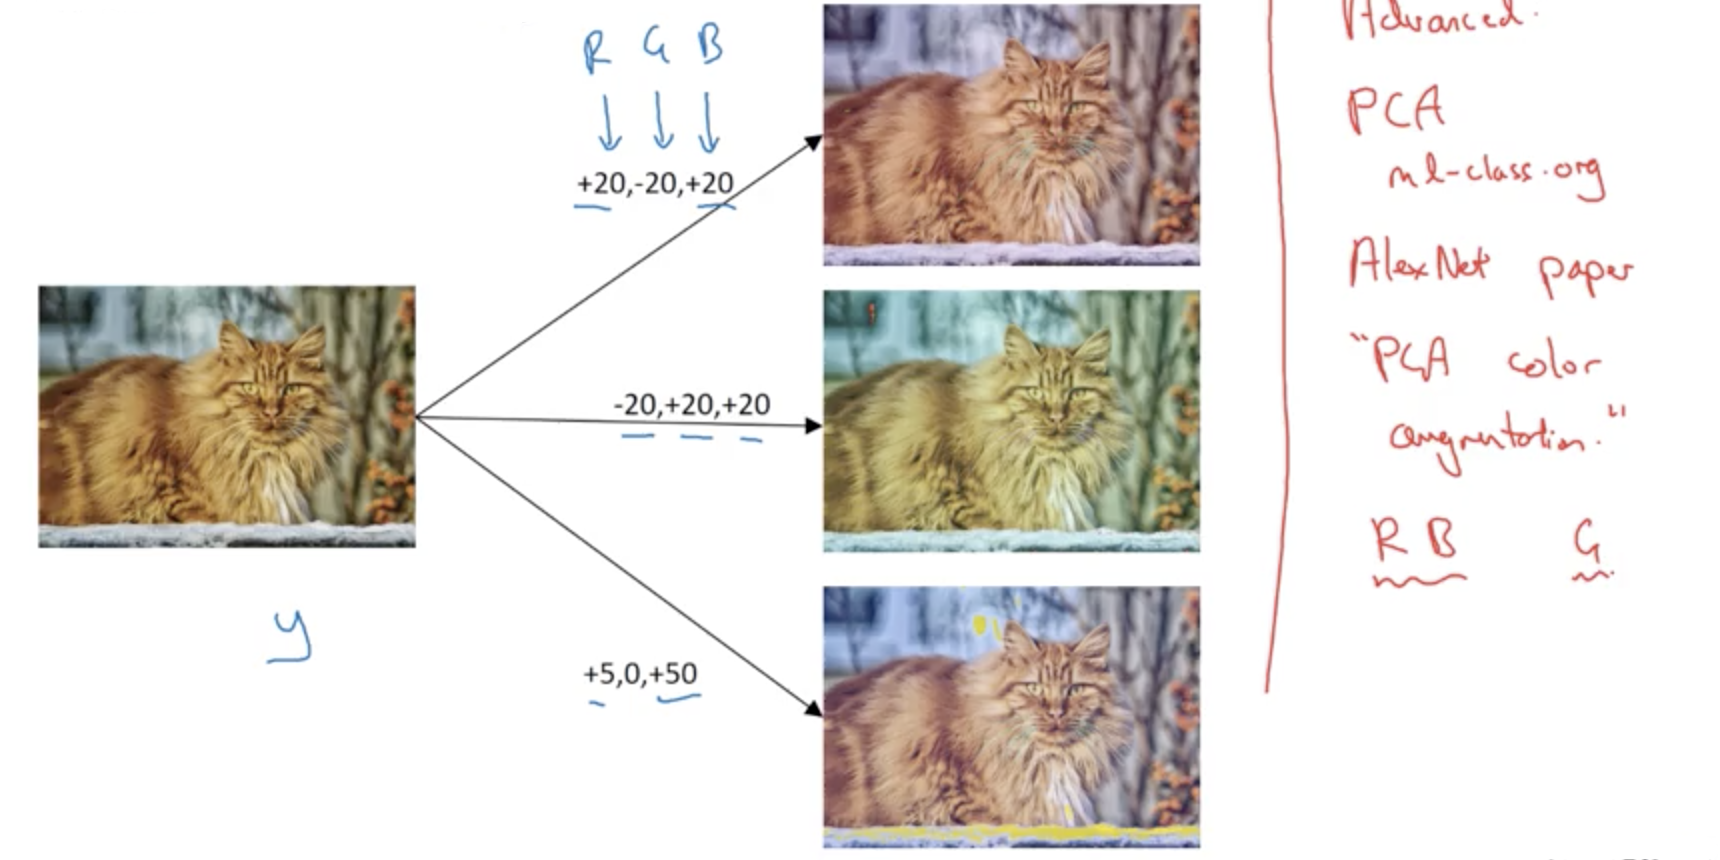 R G B
+20,-20,+20
-20,+20,+20
y
+5,0,+50
Advanced.
PCA
ml-class.org
AlexNet paper
"PCA color
augmentation."
R B G